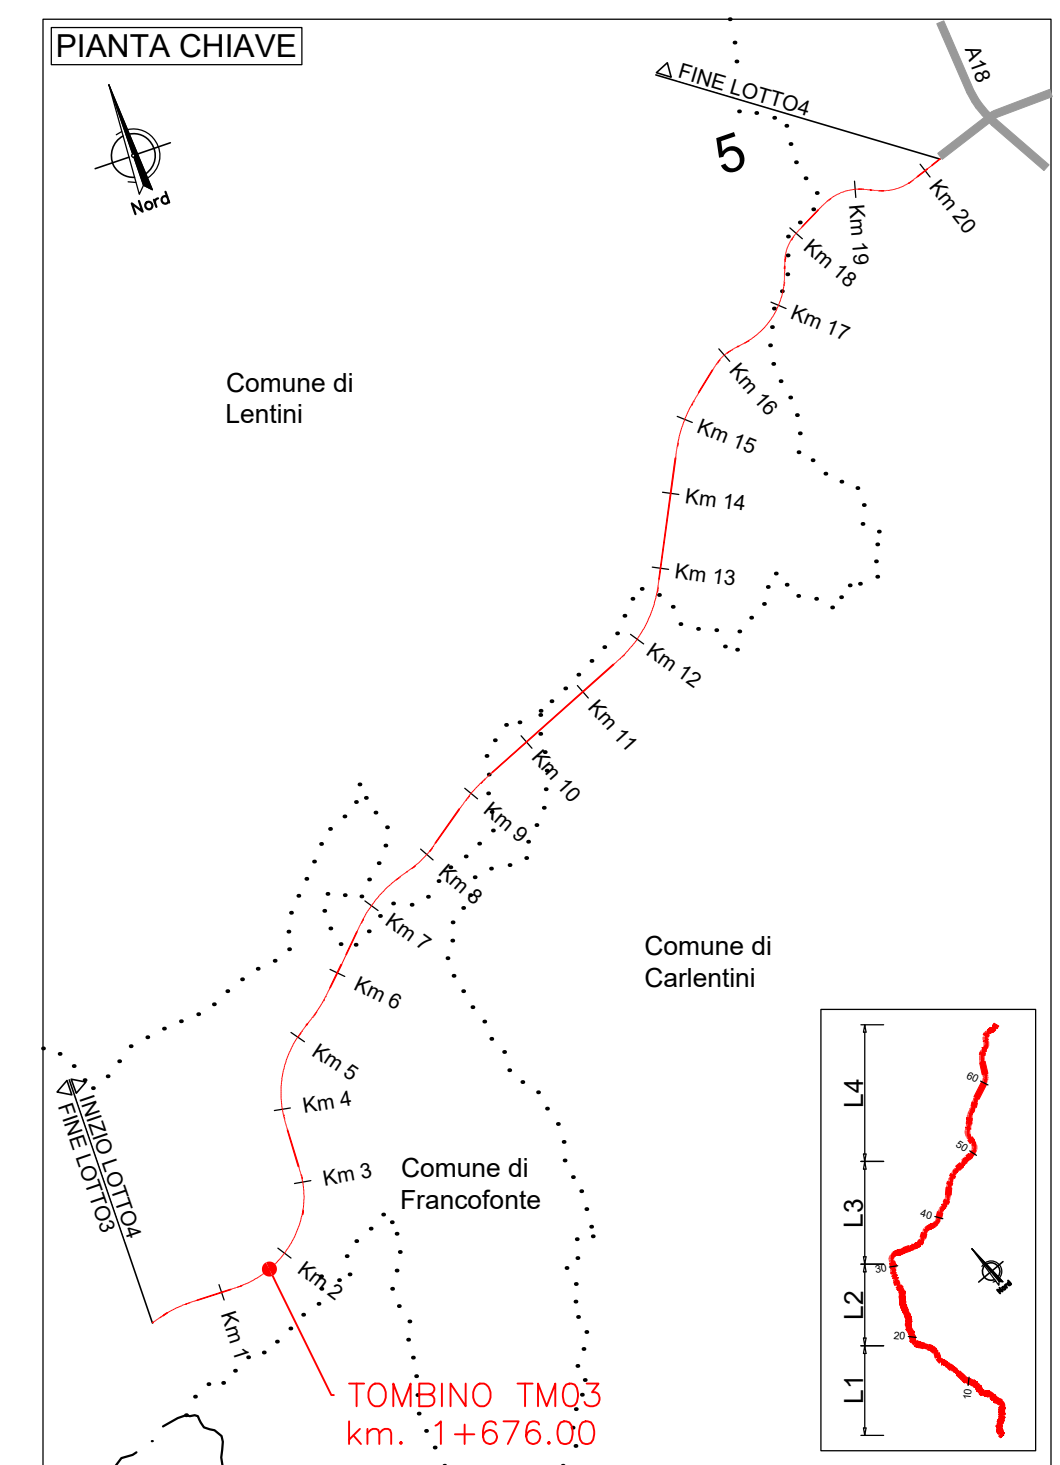 PIANTA CHIAVE
Nord
FINE LOTTO4
A18
5
Km 20
Km 19
Km 18
Km 17
Km 16
Km 15
Km 14
Km 13
Km 12
Km 11
Km 10
Km 9
Km 8
Km 7
Km 6
Km 5
Km 4
Km 3
Km 2
Km 1
Comune di
Lentini
Comune di
Carlentini
Comune di
Francofonte
INIZIO LOTTO4
FINE LOTTO3
TOMBINO TM03
km. 1+676.00
L4
L3
L2
L1
60
50
40
30
20
10